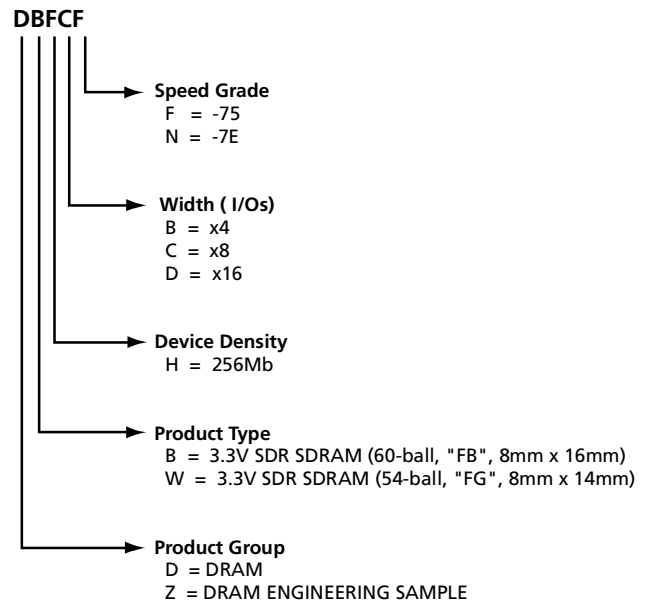 DBFCF
Speed Grade
F = -75
N = -7E
Width ( I/Os)
B = x4
C = x8
D = x16
Device Density
H = 256Mb
Product Type
B = 3.3V SDR SDRAM (60-ball, "FB", 8mm x 16mm)
W = 3.3V SDR SDRAM (54-ball, "FG", 8mm x 14mm)
Product Group
D = DRAM
Z = DRAM ENGINEERING SAMPLE